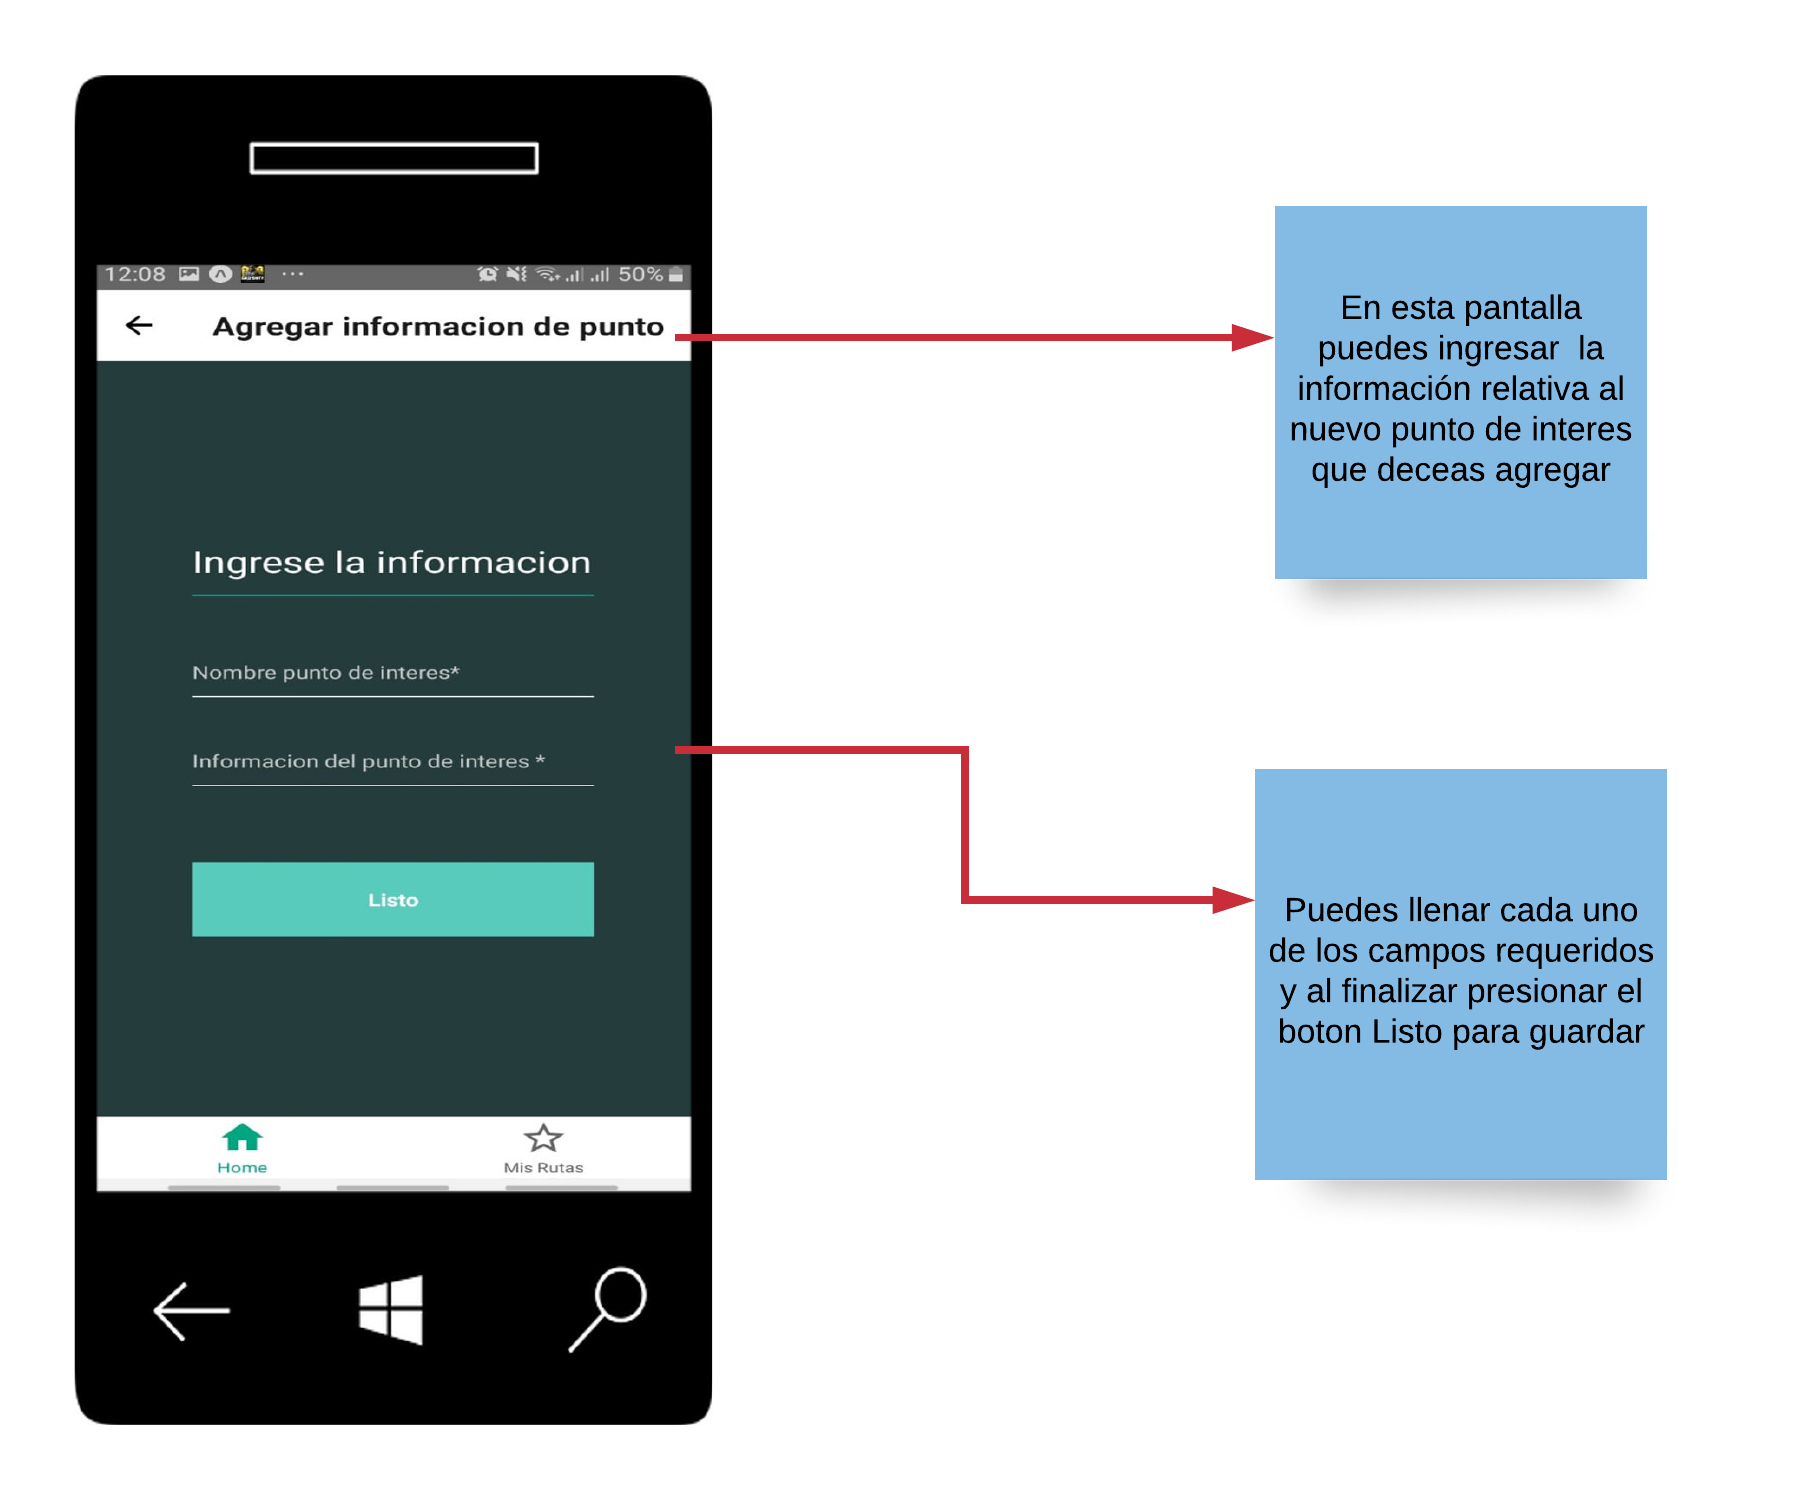 12:08
50%
Agregar informacion de punto
Ingrese la informacion
Nombre punto de interes*
Informacion del punto de interes *
Listo
Home
Mis Rutas
En esta pantalla
puedes ingresar  la
información relativa al
nuevo punto de interes
que deceas agregar
Puedes llenar cada uno
de los campos requeridos
y al finalizar presionar el
boton Listo para guardar